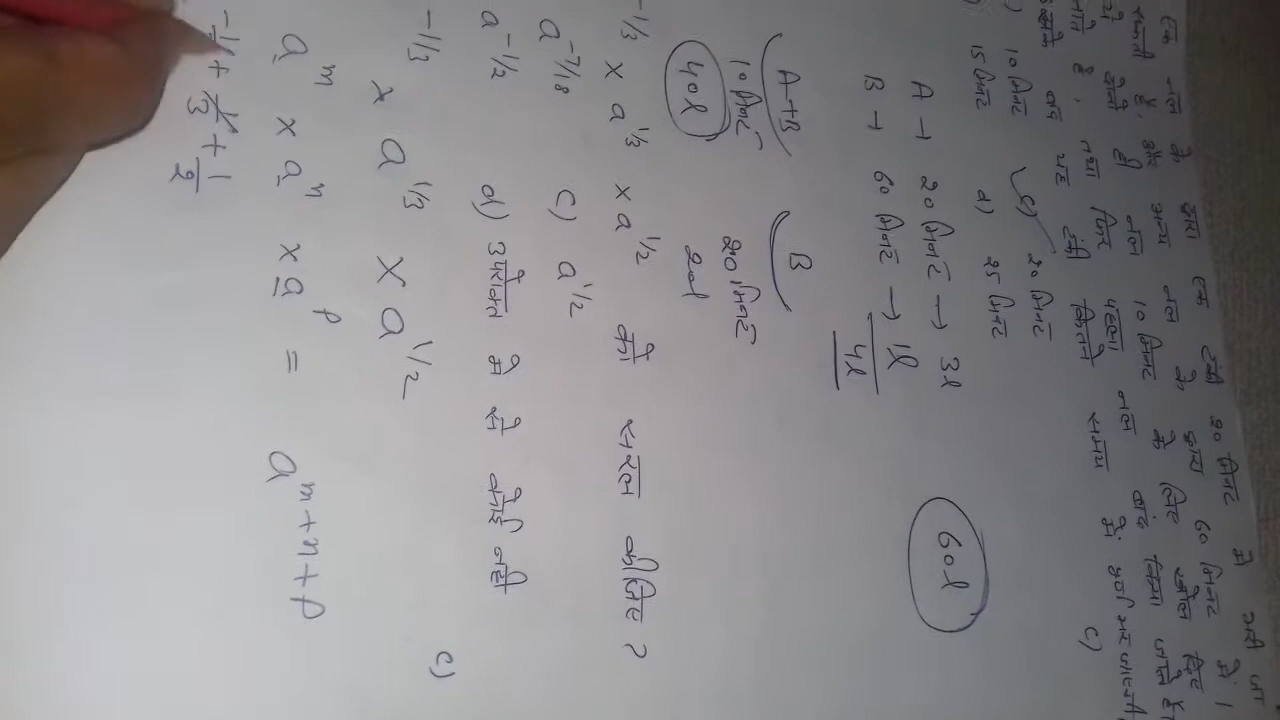 एक नल के द्वारा एक टंकी 20 मिनट में भरी जा
सकती है, और अन्य नल के द्वारा 60 मिनट में।
नल 10 मिनट के लिए खोल दिए
जाते है, तथा फिर पहला नल बंद किया जाता है।
इसके बाद यह टंकी कितने समय में पूर्ण भर जाएगी
10 मिनट c) 20 मिनट c)
15 मिनट d) 25 मिनट
A → 20 मिनट → 3l 60l
B → 60 मिनट → 1l
4l
A+B B
10 मिनट 20 मिनट
40l 20l
-1/3 × a 1/3 × a 1/2 को सरल कीजिए ?
a -7/18 c) a 1/2
a -1/2 d) उपरोक्त मे से कोई नही
-1/3 × a 1/3 × a 1/2 c)
a m × a n × a p = a m+n+p
-1/3 + 1/3 + 1/2